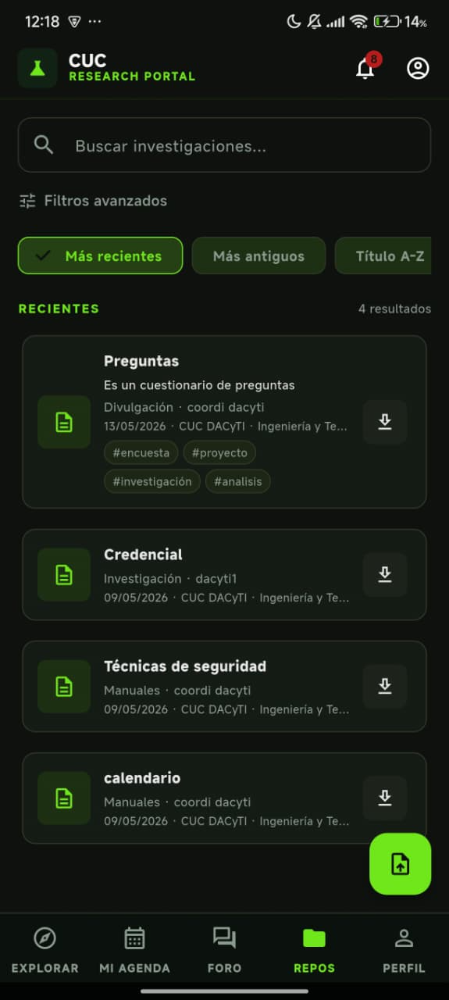 12:18
14%
CUC
RESEARCH PORTAL
8
Buscar investigaciones...
Filtros avanzados
Más recientes
Más antiguos
Título A-Z
RECIENTES
4 resultados
Preguntas
Es un cuestionario de preguntas
Divulgación · coordi dacyti
13/05/2026 · CUC DACyTI · Ingeniería y Te...
#encuesta #proyecto
#investigación #analisis
Credencial
Investigación · dacyti1
09/05/2026 · CUC DACyTI · Ingeniería y Te...
Técnicas de seguridad
Manuales · coordi dacyti
09/05/2026 · CUC DACyTI · Ingeniería y Te...
calendario
Manuales · coordi dacyti
09/05/2026 · CUC DACyTI · Ingeniería y Te...
EXPLORAR
MI AGENDA
FORO
REPOS
PERFIL